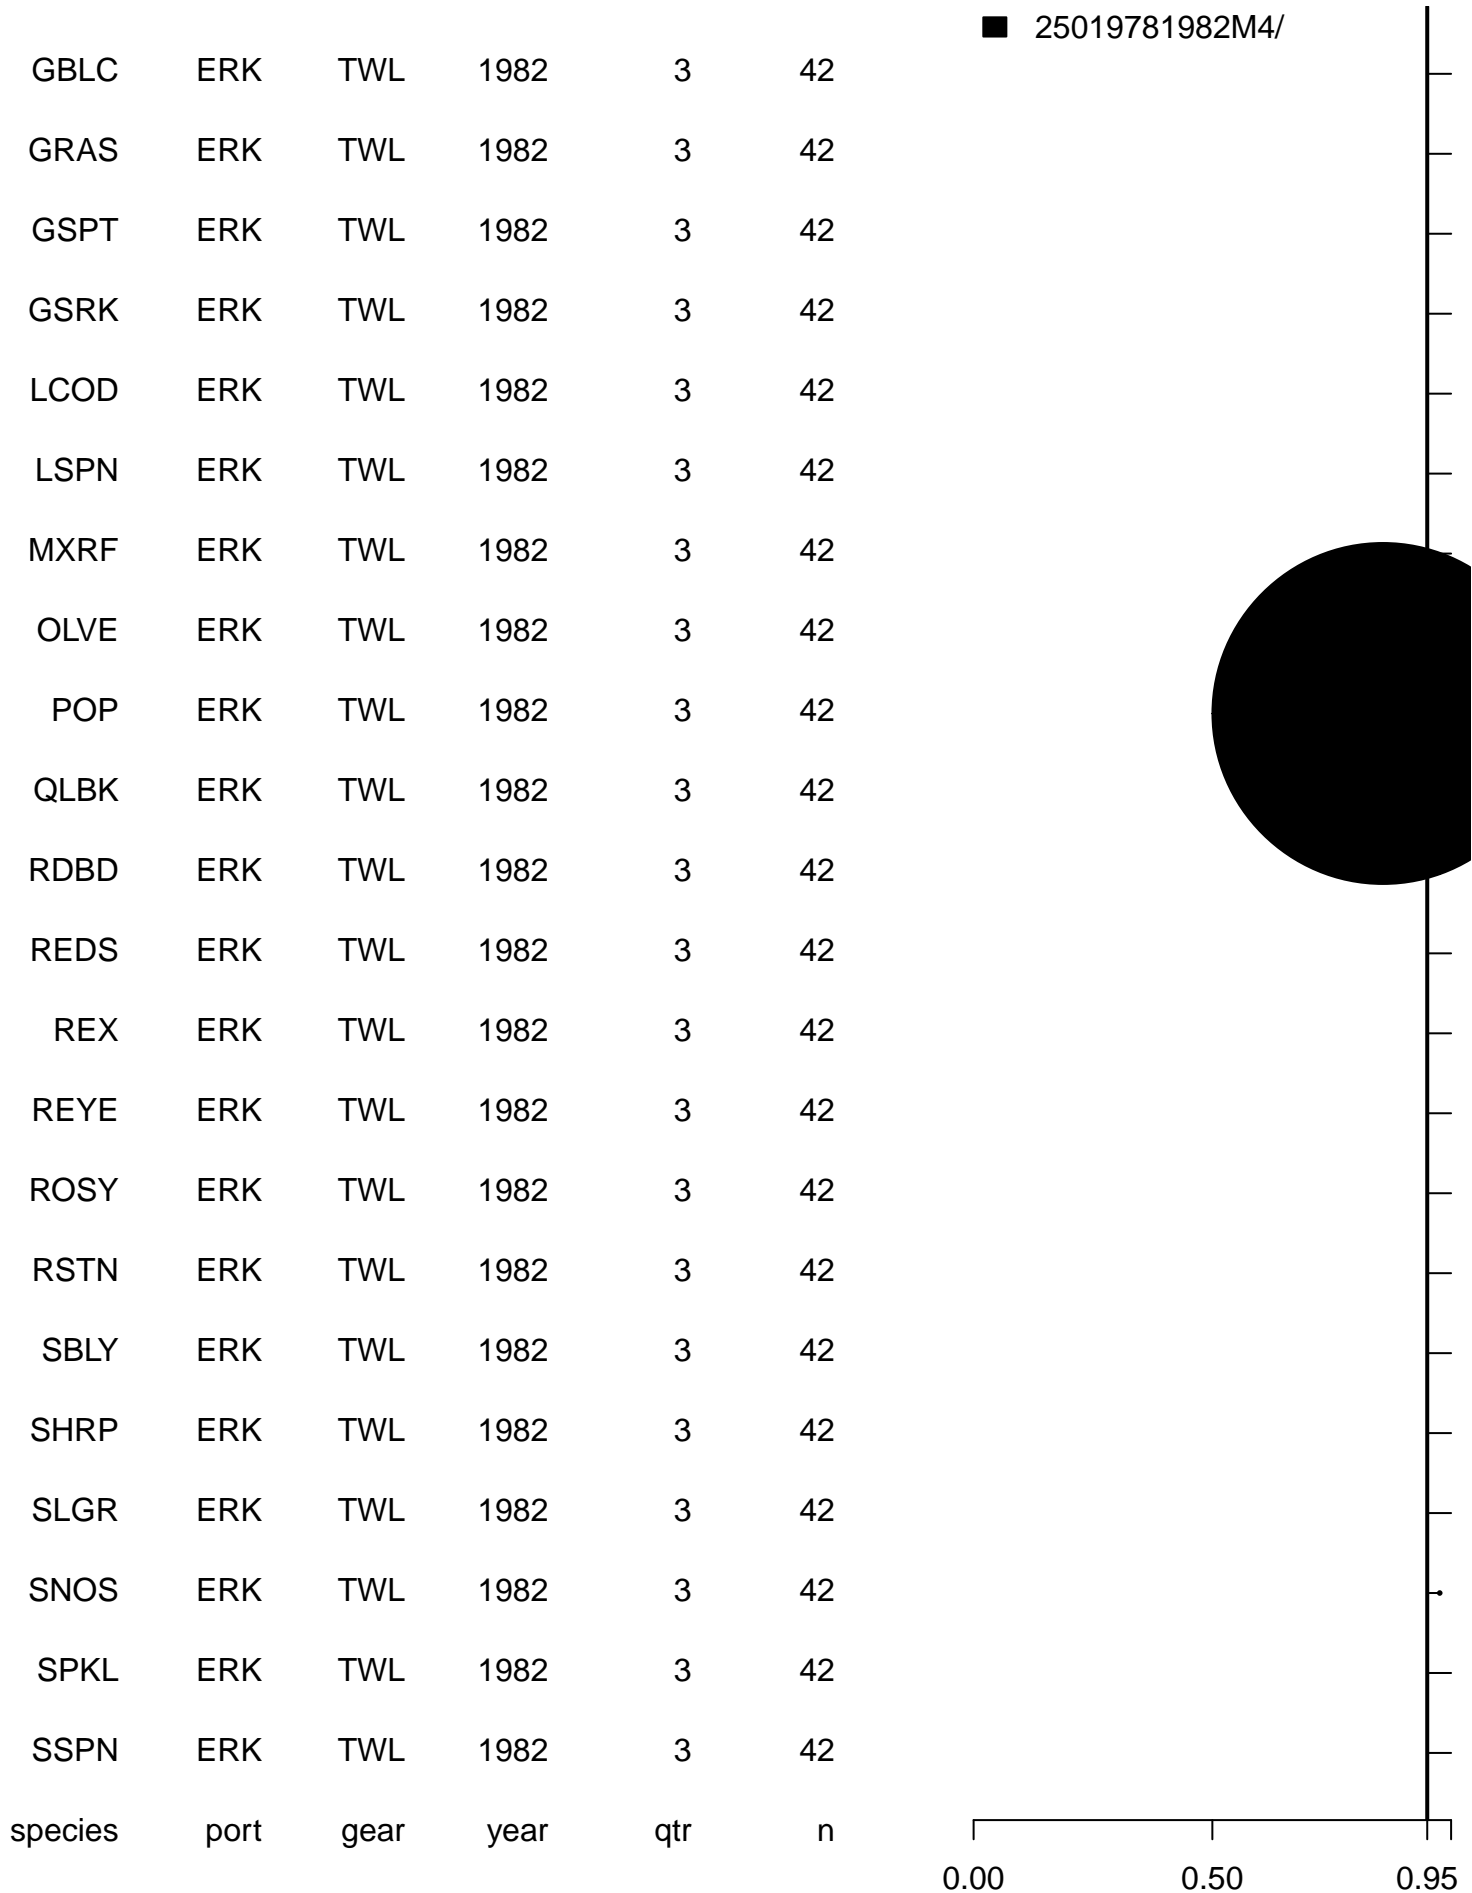 25019781982M4/
GBLC ERK TWL 1982 3 42
GRAS ERK TWL 1982 3 42
GSPT ERK TWL 1982 3 42
GSRK ERK TWL 1982 3 42
LCOD ERK TWL 1982 3 42
LSPN ERK TWL 1982 3 42
MXRF ERK TWL 1982 3 42
OLVE ERK TWL 1982 3 42
POP ERK TWL 1982 3 42
QLBK ERK TWL 1982 3 42
RDBD ERK TWL 1982 3 42
REDS ERK TWL 1982 3 42
REX ERK TWL 1982 3 42
REYE ERK TWL 1982 3 42
ROSY ERK TWL 1982 3 42
RSTN ERK TWL 1982 3 42
SBLY ERK TWL 1982 3 42
SHRP ERK TWL 1982 3 42
SLGR ERK TWL 1982 3 42
SNOS ERK TWL 1982 3 42
SPKL ERK TWL 1982 3 42
SSPN ERK TWL 1982 3 42
species port gear year qtr n
0.00 0.50 0.95